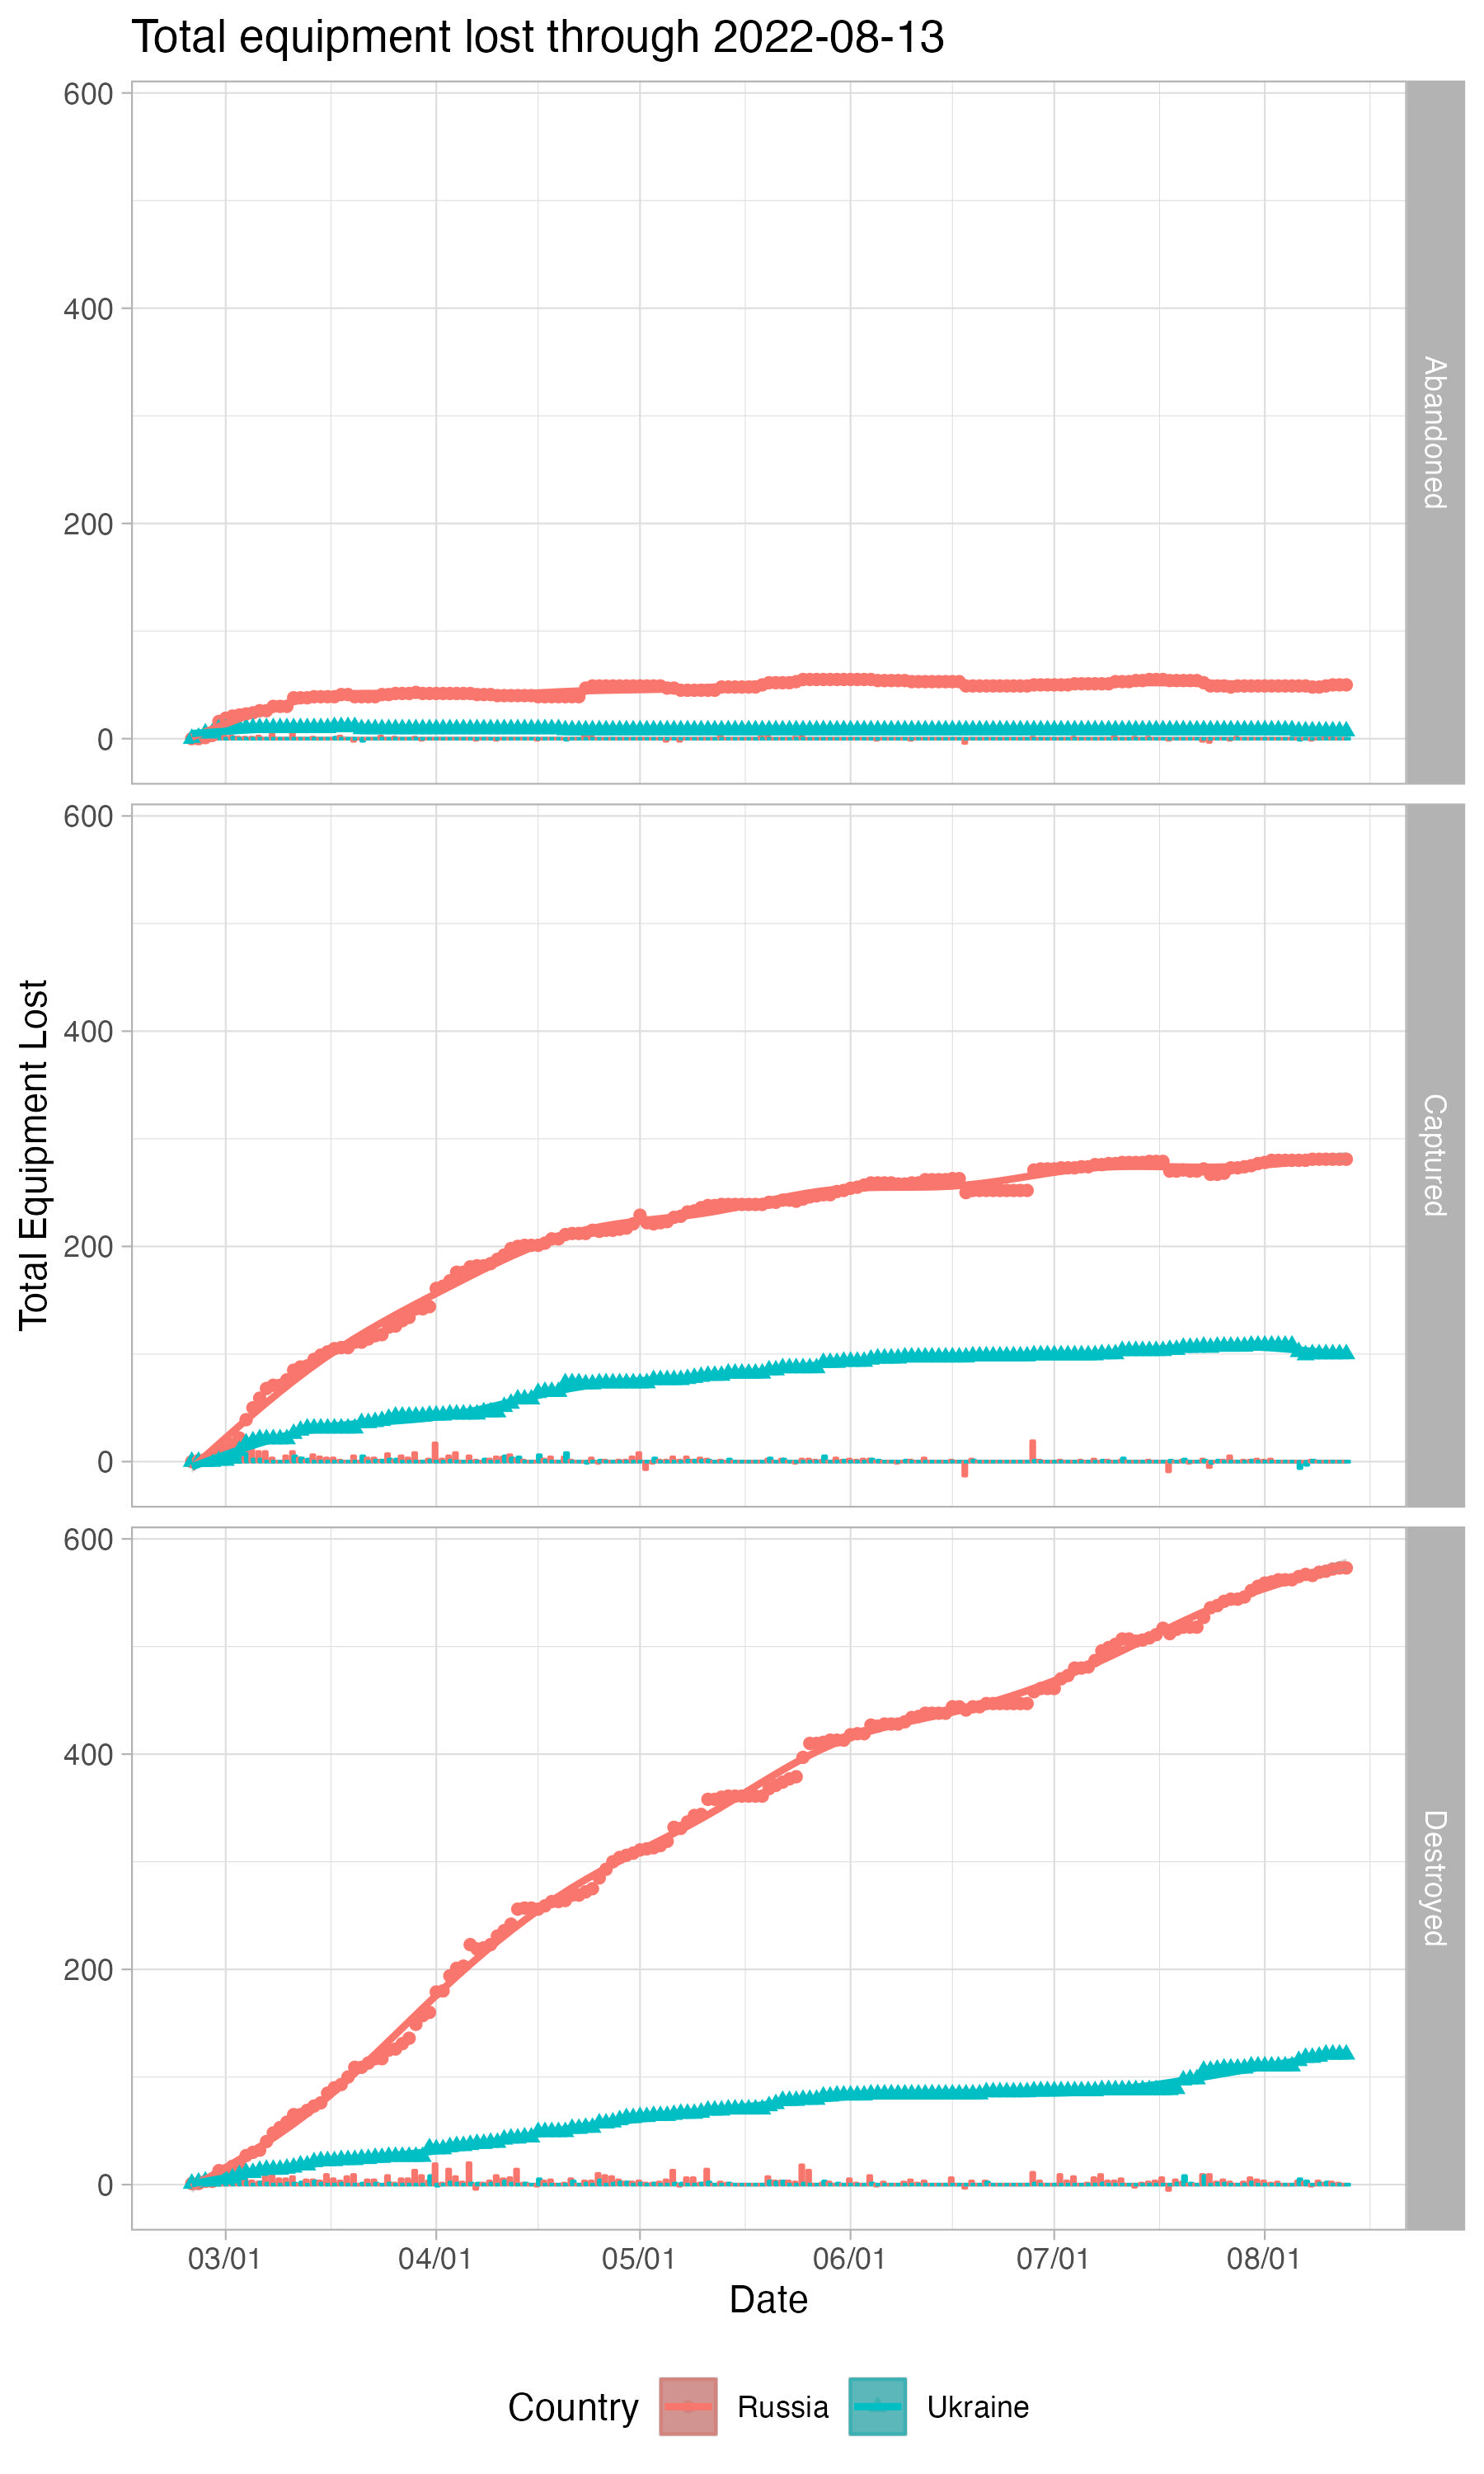 Total equipment lost through 2022-08-13
600
400
200
0
Abandoned
Total Equipment Lost
600
400
200
0
Captured
600
400
200
0
Destroyed
03/01 04/01 05/01 06/01 07/01 08/01
Date
Country Russia Ukraine